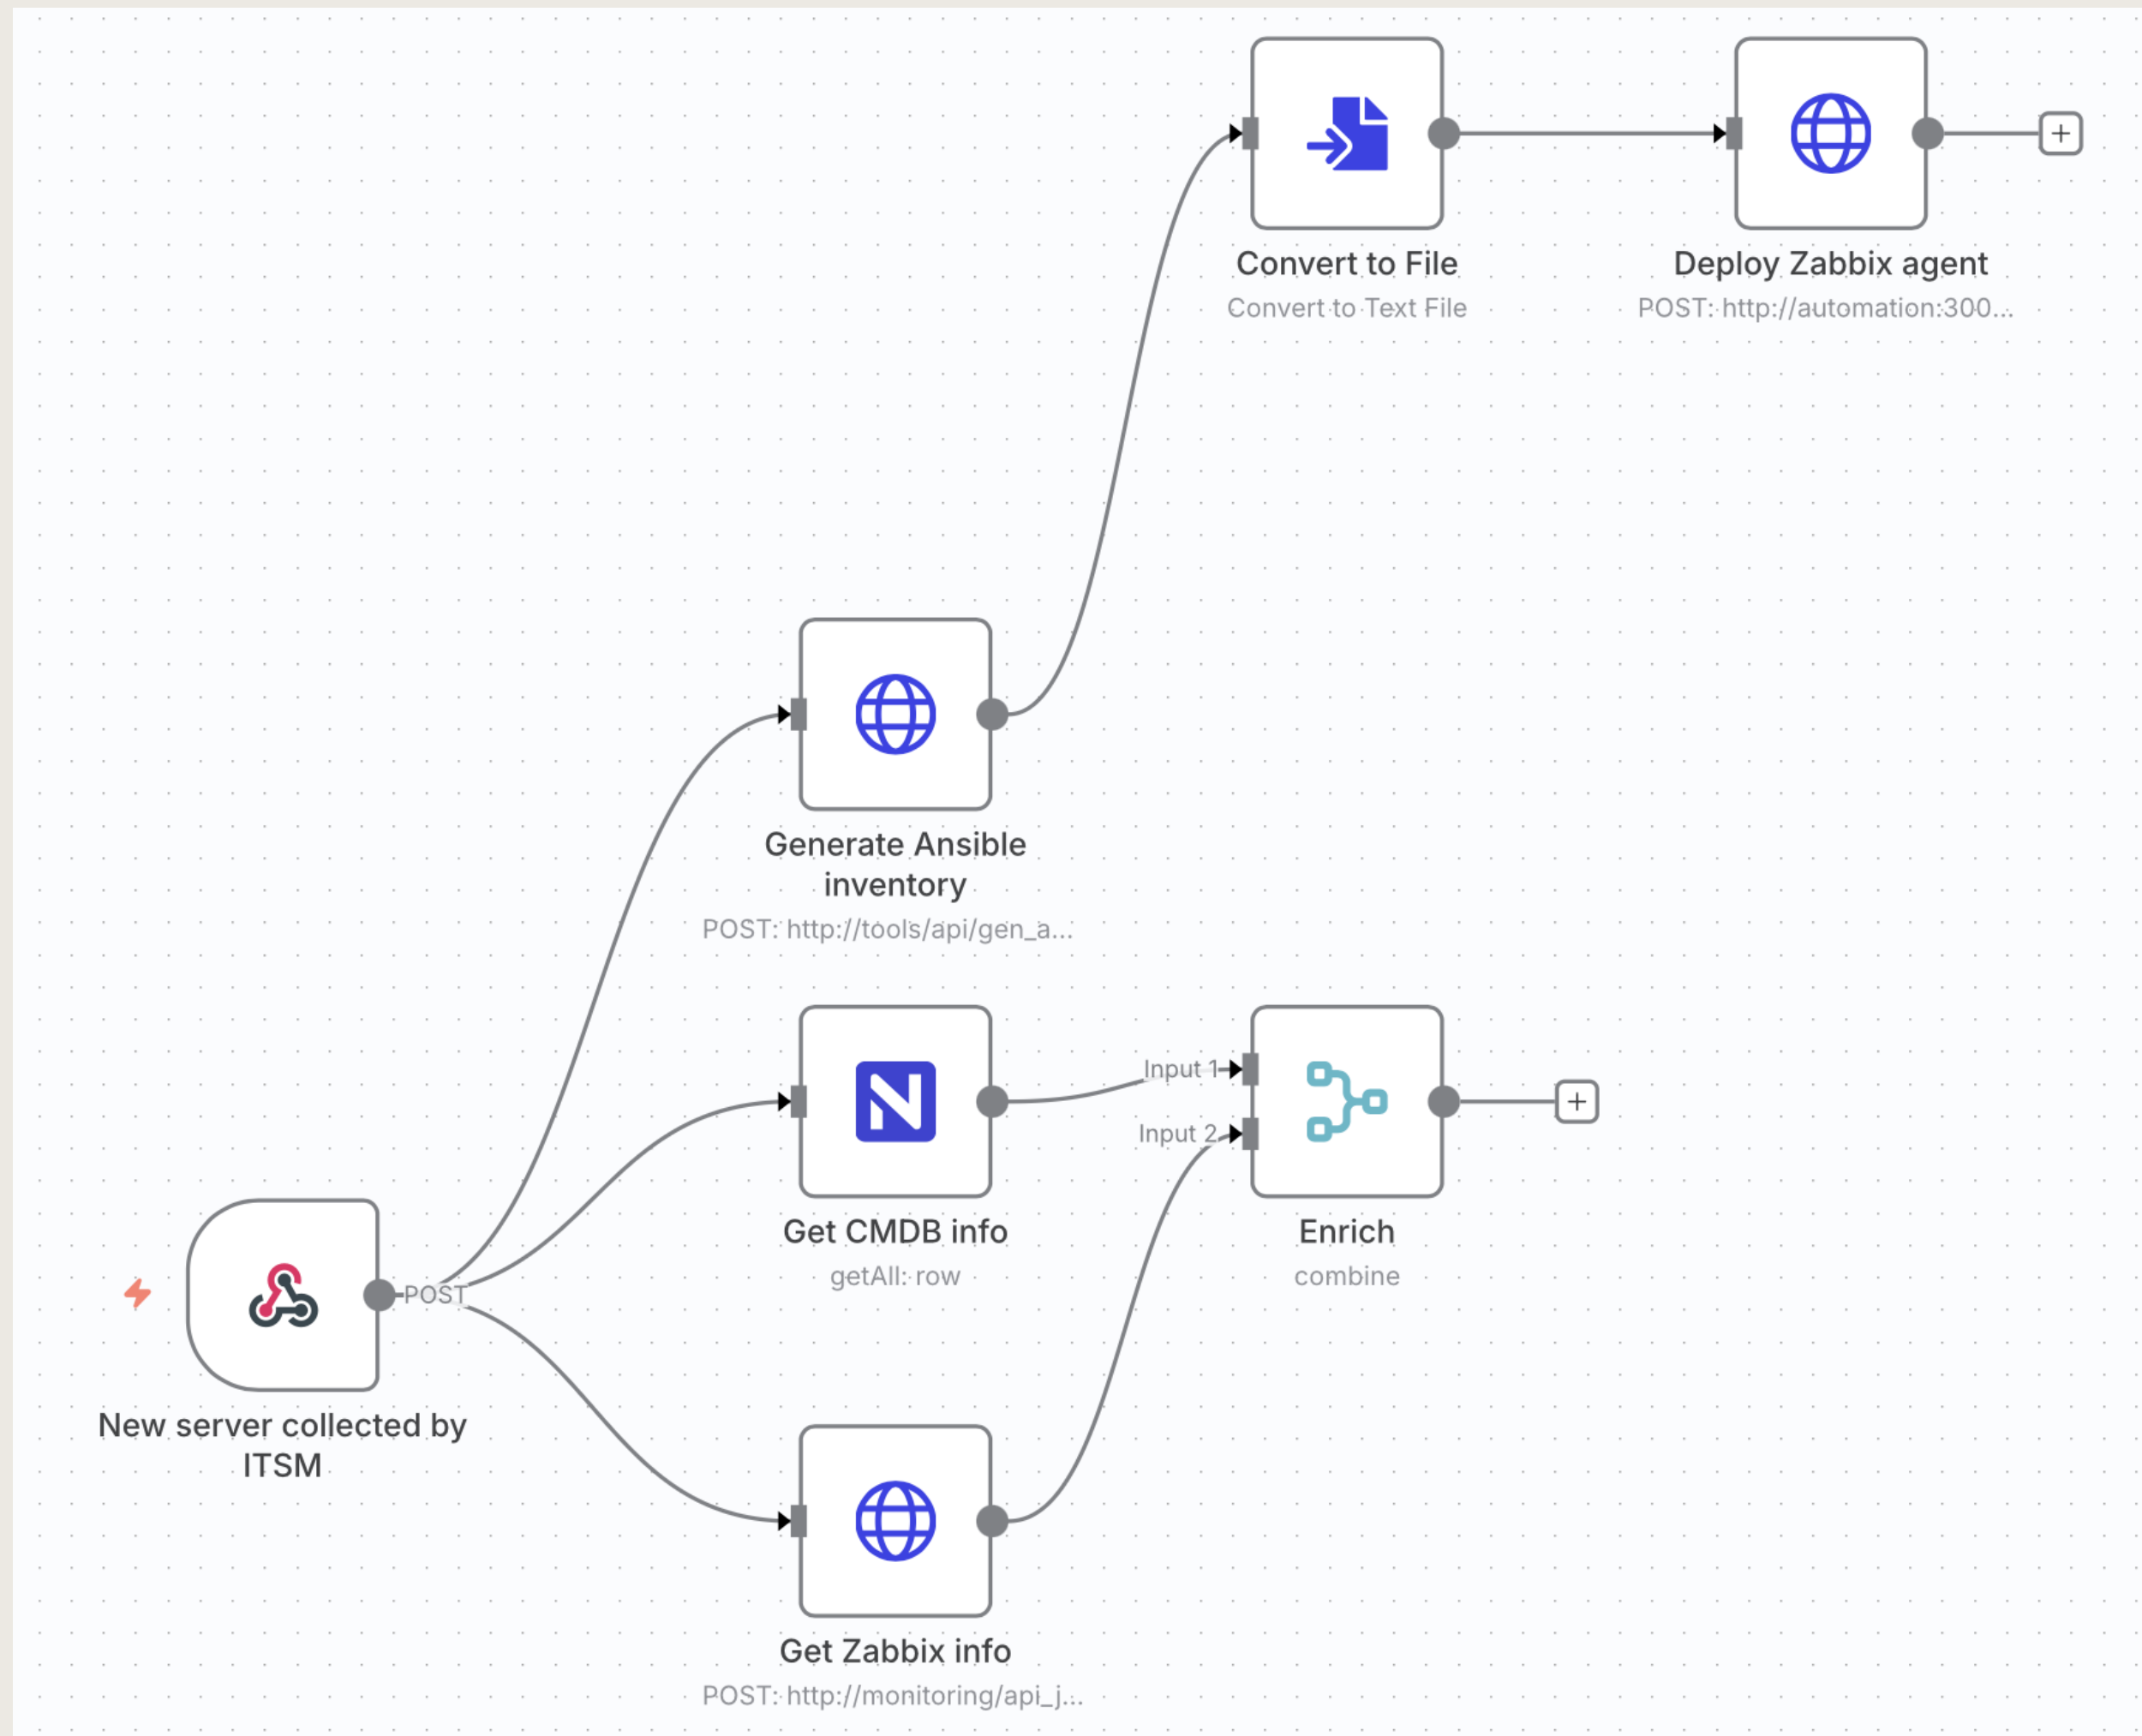 Convert to File
Convert to Text File
Deploy Zabbix agent
POST: http://automation:300...
Generate Ansible
inventory
POST: http://tools/api/gen_a...
Input 1
Input 2
Get CMDB info
getAll: row
Enrich
combine
POST
New server collected by
ITSM
Get Zabbix info
POST: http://monitoring/api_j...